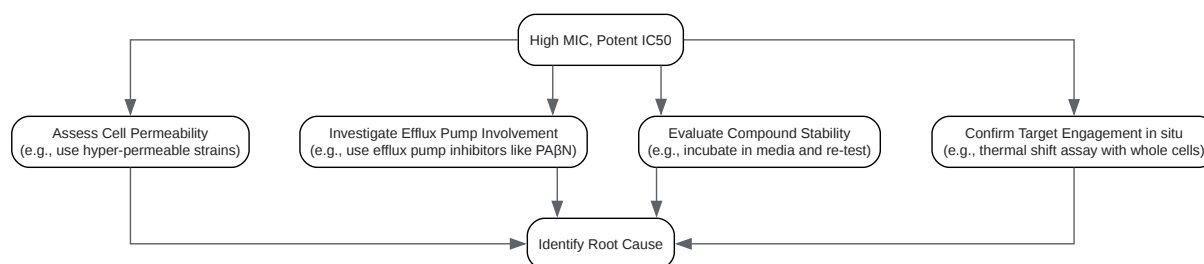 High MIC, Potent IC50
Assess Cell Permeability
(e.g., use hyper-permeable strains)
Investigate Efflux Pump Involvement
(e.g., use efflux pump inhibitors like PAβN)
Evaluate Compound Stability
(e.g., incubate in media and re-test)
Confirm Target Engagement in situ
(e.g., thermal shift assay with whole cells)
Identify Root Cause